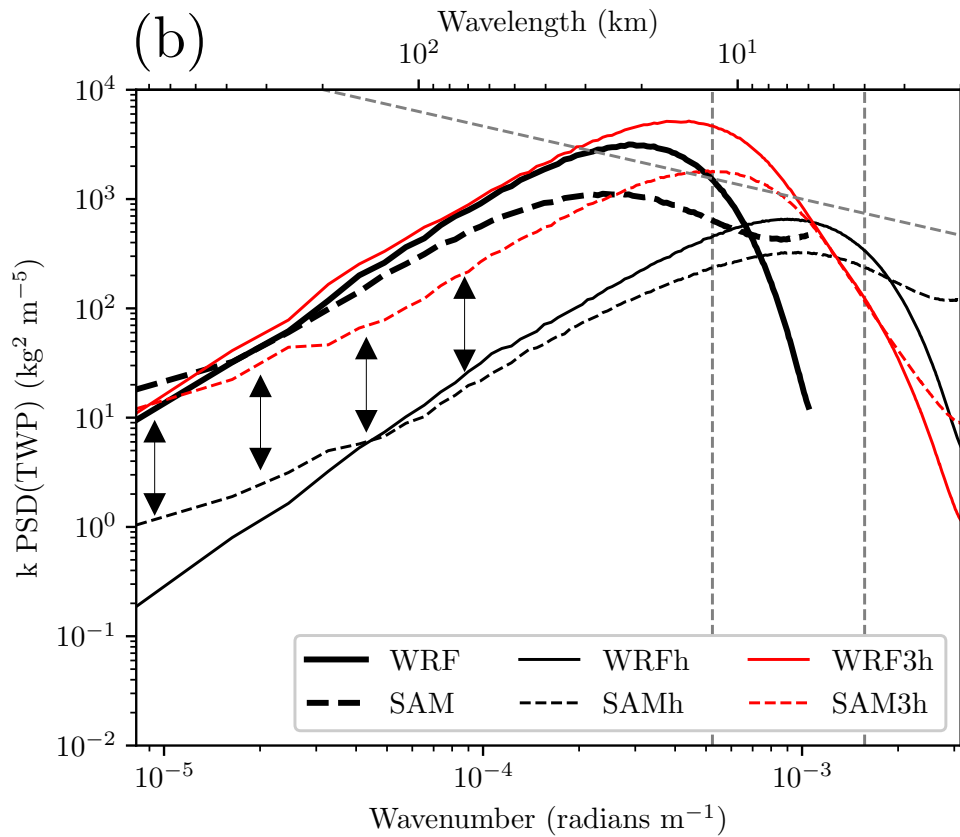 (b)
Wavelength (km)
10² 10¹
10⁴
10³
10²
10¹
10⁰
10⁻¹
10⁻²
k PSD(TWP) (kg² m⁻⁵)
WRF WRFh WRF3h
SAM SAMh SAM3h
10⁻⁵ 10⁻⁴ 10⁻³
Wavenumber (radians m⁻¹)